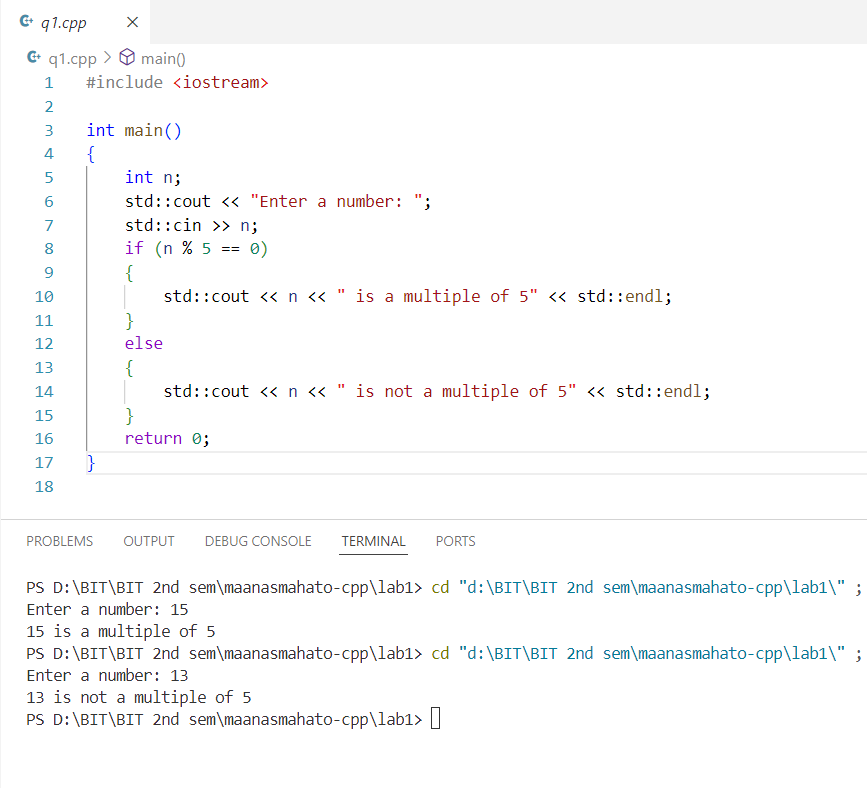 q1.cpp
q1.cpp > main()
1 #include <iostream>
2
3 int main()
4 {
5     int n;
6     std::cout << "Enter a number: ";
7     std::cin >> n;
8     if (n % 5 == 0)
9     {
10         std::cout << n << " is a multiple of 5" << std::endl;
11     }
12     else
13     {
14         std::cout << n << " is not a multiple of 5" << std::endl;
15     }
16     return 0;
17 }
18
PROBLEMS OUTPUT DEBUG CONSOLE TERMINAL PORTS
PS D:\BIT\BIT 2nd sem\maanasmahato-cpp\lab1> cd "d:\BIT\BIT 2nd sem\maanasmahato-cpp\lab1\" ;
Enter a number: 15
15 is a multiple of 5
PS D:\BIT\BIT 2nd sem\maanasmahato-cpp\lab1> cd "d:\BIT\BIT 2nd sem\maanasmahato-cpp\lab1\" ;
Enter a number: 13
13 is not a multiple of 5
PS D:\BIT\BIT 2nd sem\maanasmahato-cpp\lab1>